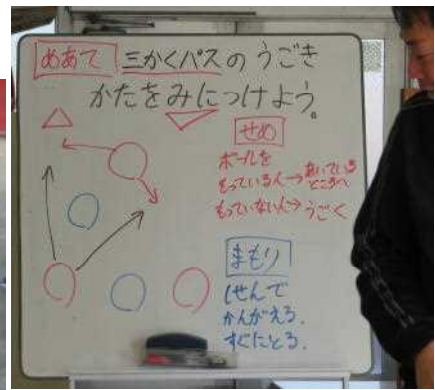 めあて 三かくパスのうごき
かたをみにつけよう。
せめ
ボールを
もっている人→あいている
ところへ
もっていない人→うごく
まもり
しせんで
かんがえろ.
すぐにとる.